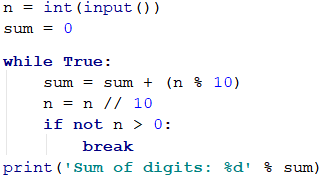 n = int(input())
sum = 0
while True:
    sum = sum + (n % 10)
    n = n // 10
    if not n > 0:
        break
print('Sum of digits: %d' % sum)